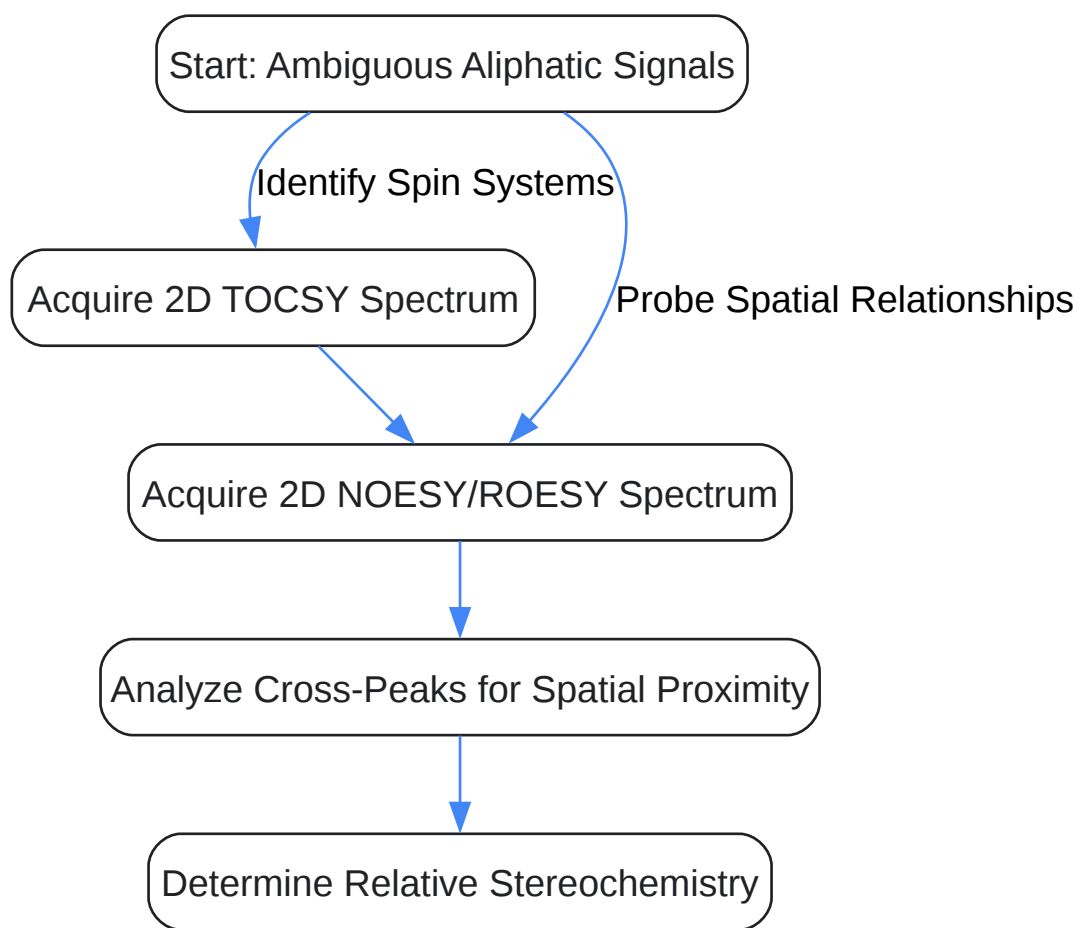 Start: Ambiguous Aliphatic Signals
Identify Spin Systems
Acquire 2D TOCSY Spectrum
Probe Spatial Relationships
Acquire 2D NOESY/ROESY Spectrum
Analyze Cross-Peaks for Spatial Proximity
Determine Relative Stereochemistry